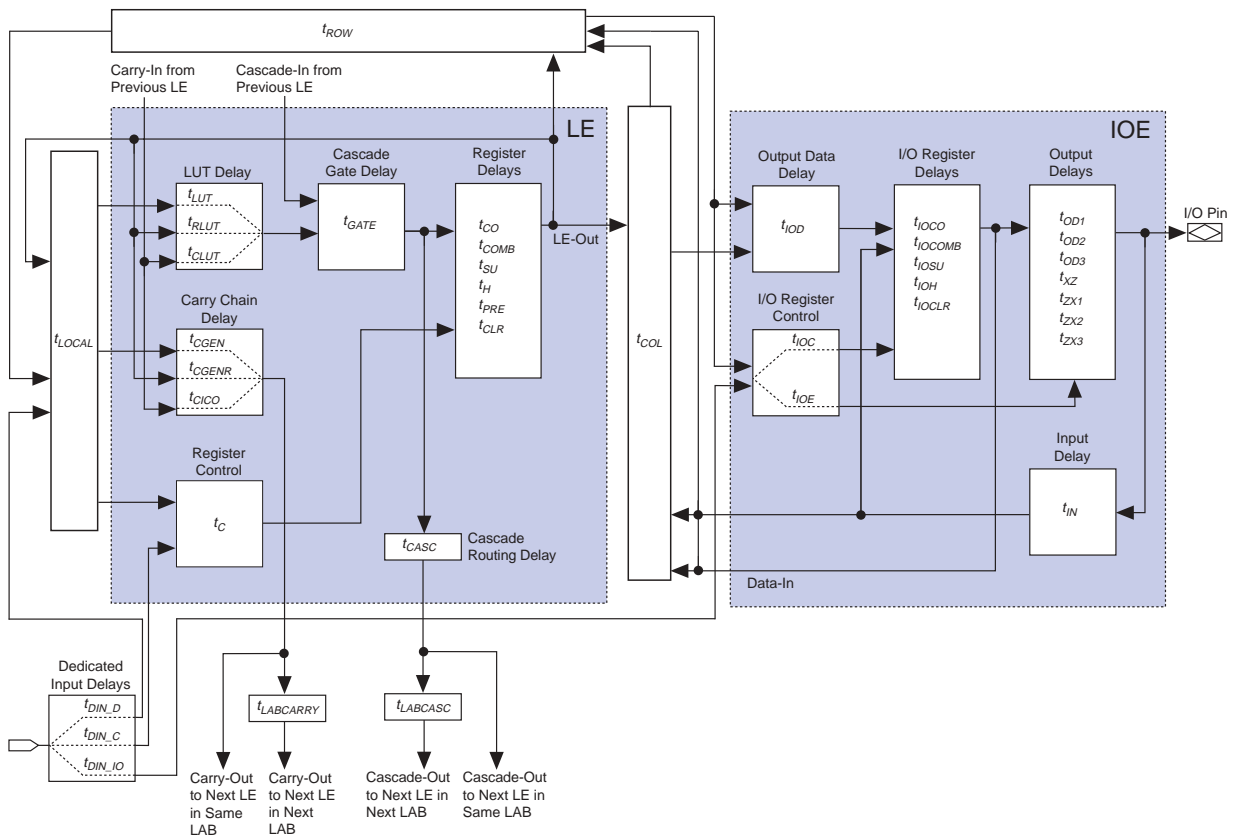 tROW
Carry-In from
Previous LE
Cascade-In from
Previous LE
LE
IOE
LUT Delay
tLUT
tRLUT
tCLUT
Cascade
Gate Delay
tGATE
Register
Delays
tCO
tCOMB
tSU
tH
tPRE
tCLR
LE-Out
Output Data
Delay
tIOD
I/O Register
Delays
tIOCO
tIOCOMB
tIOSU
tIOH
tIOCLR
Output
Delays
tOD1
tOD2
tOD3
tXZ
tZX1
tZX2
tZX3
I/O Pin
tLOCAL
Carry Chain
Delay
tCGEN
tCGENR
tCICO
tCOL
I/O Register
Control
tIOC
tIOE
Register
Control
tC
Input
Delay
tIN
tCASC
Cascade
Routing Delay
Data-In
Dedicated
Input Delays
tDIN_D
tDIN_C
tDIN_IO
tLABCARRY
tLABCASC
Carry-Out
to Next LE
in Same
LAB
Carry-Out
to Next LE
in Next
LAB
Cascade-Out
to Next LE in
Next LAB
Cascade-Out
to Next LE in
Same LAB